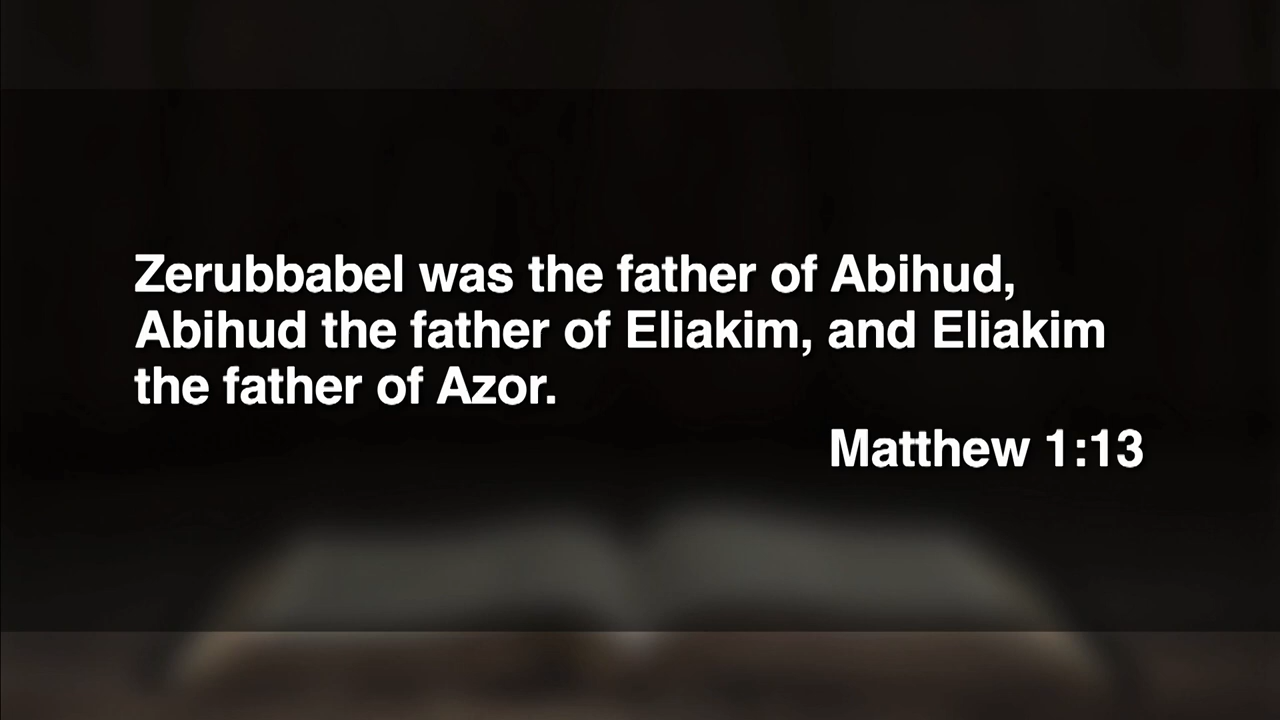 Zerubbabel was the father of Abihud,
Abihud the father of Eliakim, and Eliakim
the father of Azor.
Matthew 1:13